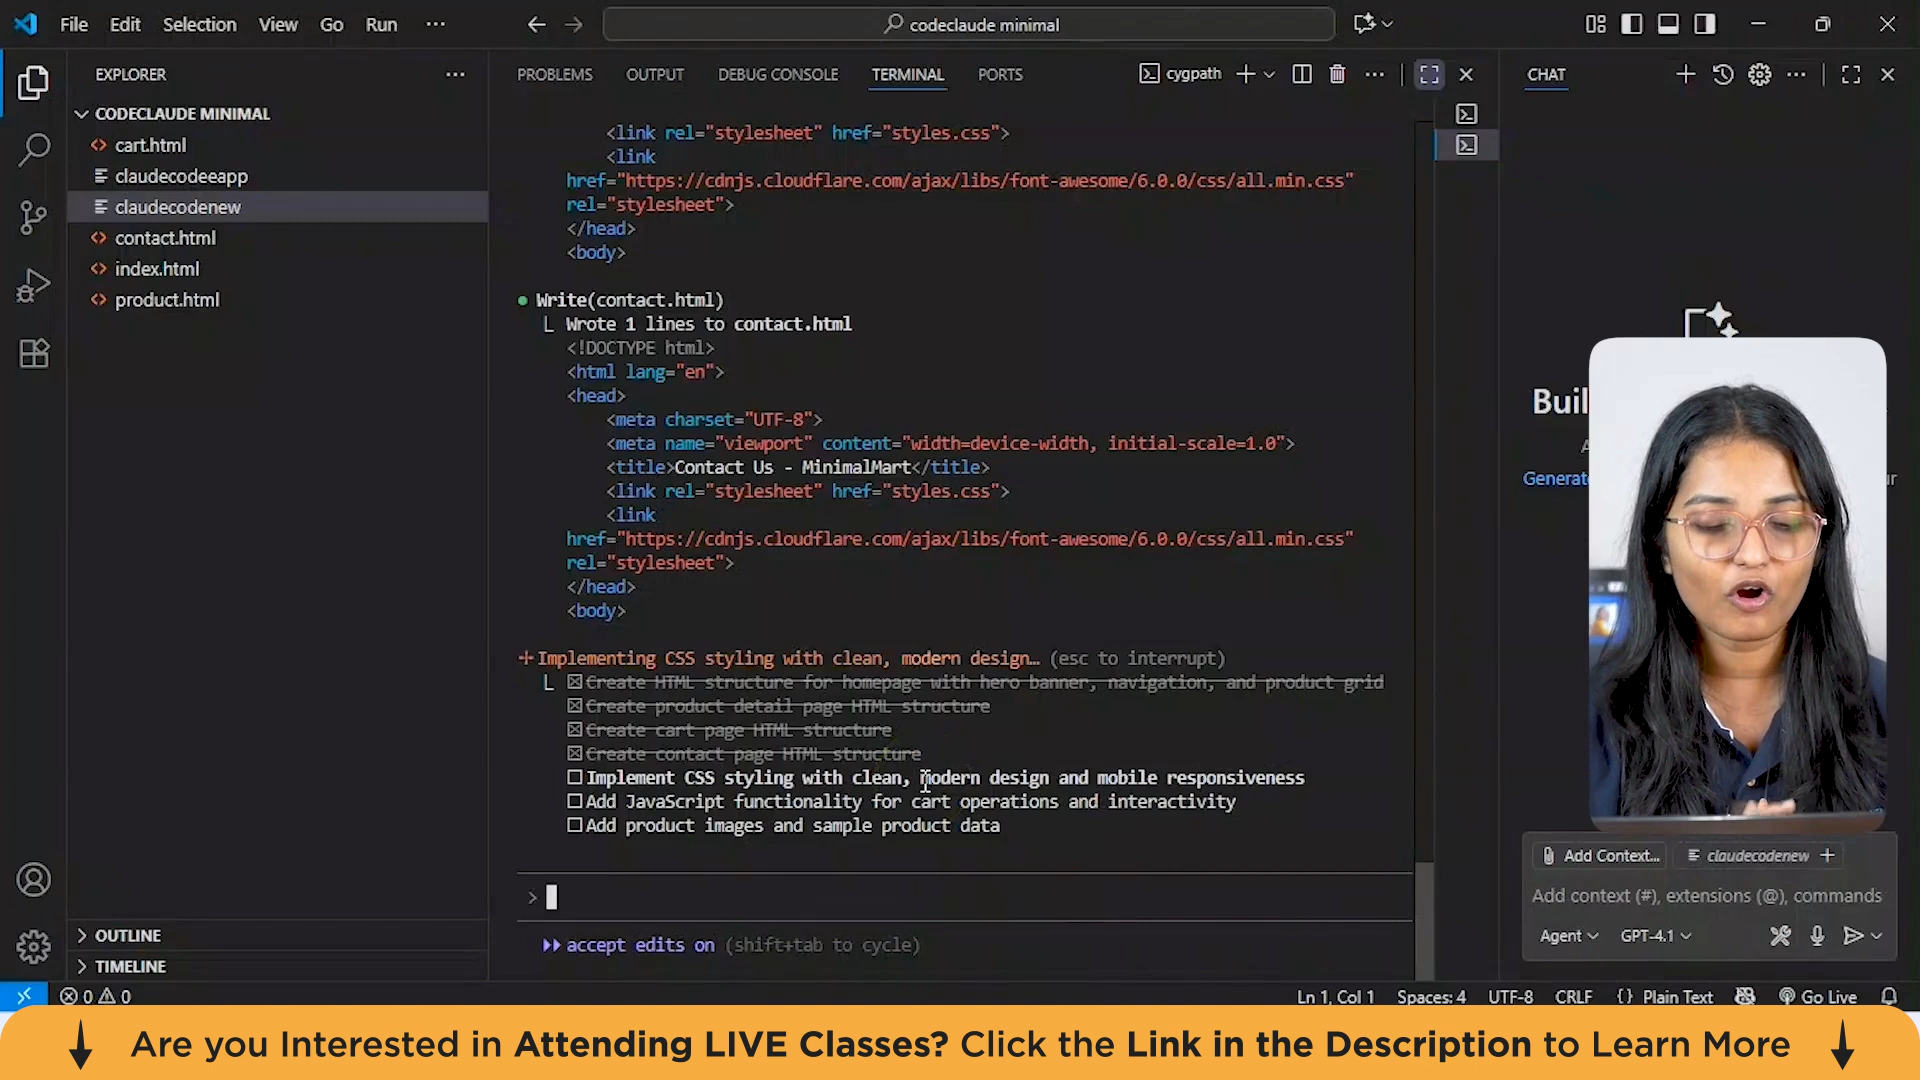 File Edit Selection View Go Run ···
codeclaude minimal
EXPLORER
CODECLAUDE MINIMAL
cart.html
claudecodeeapp
claudecodenew
contact.html
index.html
product.html
OUTLINE
TIMELINE
PROBLEMS OUTPUT DEBUG CONSOLE TERMINAL PORTS
cygpath
<link rel="stylesheet" href="styles.css">
<link
href="https://cdnjs.cloudflare.com/ajax/libs/font-awesome/6.0.0/css/all.min.css"
rel="stylesheet">
</head>
<body>
Write(contact.html)
Wrote 1 lines to contact.html
<!DOCTYPE html>
<html lang="en">
<head>
<meta charset="UTF-8">
<meta name="viewport" content="width=device-width, initial-scale=1.0">
<title>Contact Us - MinimalMart</title>
<link rel="stylesheet" href="styles.css">
<link
href="https://cdnjs.cloudflare.com/ajax/libs/font-awesome/6.0.0/css/all.min.css"
rel="stylesheet">
</head>
<body>
Implementing CSS styling with clean, modern design… (esc to interrupt)
☒ Create HTML structure for homepage with hero banner, navigation, and product grid
☒ Create product detail page HTML structure
☒ Create cart page HTML structure
☒ Create contact page HTML structure
☐ Implement CSS styling with clean, modern design and mobile responsiveness
☐ Add JavaScript functionality for cart operations and interactivity
☐ Add product images and sample product data
>
accept edits on (shift+tab to cycle)
CHAT
Generate
Add Context... claudecodenew +
Add context (#), extensions (@), commands
Agent GPT-4.1
0 0
Ln 1, Col 1 Spaces: 4 UTF-8 CRLF {} Plain Text Go Live
Are you Interested in Attending LIVE Classes? Click the Link in the Description to Learn More